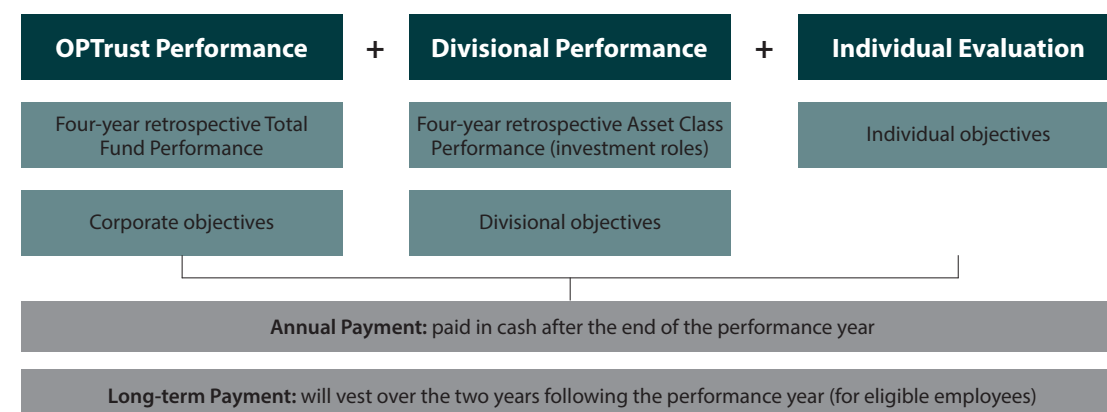 OPTrust Performance + Divisional Performance + Individual Evaluation
Four-year retrospective Total
Fund Performance
Four-year retrospective Asset Class
Performance (investment roles)
Individual objectives
Corporate objectives
Divisional objectives
Annual Payment: paid in cash after the end of the performance year
Long-term Payment: will vest over the two years following the performance year (for eligible employees)